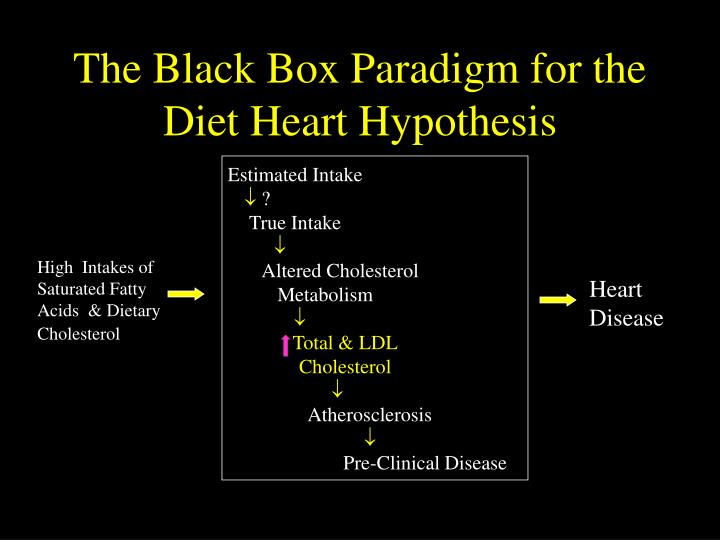 The Black Box Paradigm for the
Diet Heart Hypothesis
High Intakes of
Saturated Fatty
Acids & Dietary
Cholesterol
Estimated Intake
↓ ?
True Intake
↓
Altered Cholesterol
Metabolism
↓
Total & LDL
Cholesterol
↓
Atherosclerosis
↓
Pre-Clinical Disease
Heart
Disease